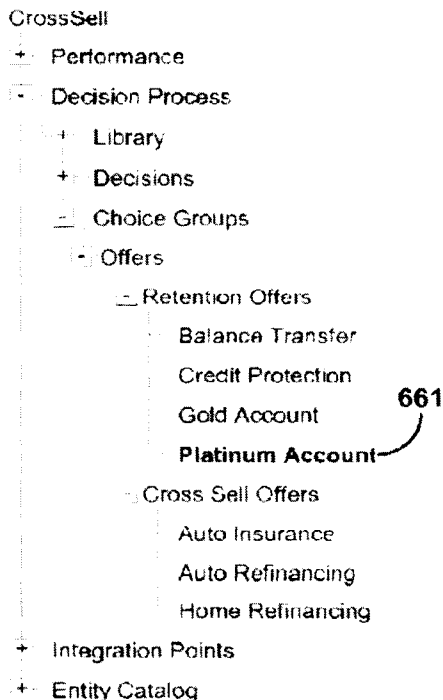 CrossSell
Performance
Decision Process
Library
Decisions
Choice Groups
Offers
Retention Offers
Balance Transfer
Credit Protection
661
Gold Account
Platinum Account
Cross Sell Offers
Auto Insurance
Auto Refinancing
Home Refinancing
Integration Points
Entity Catalog